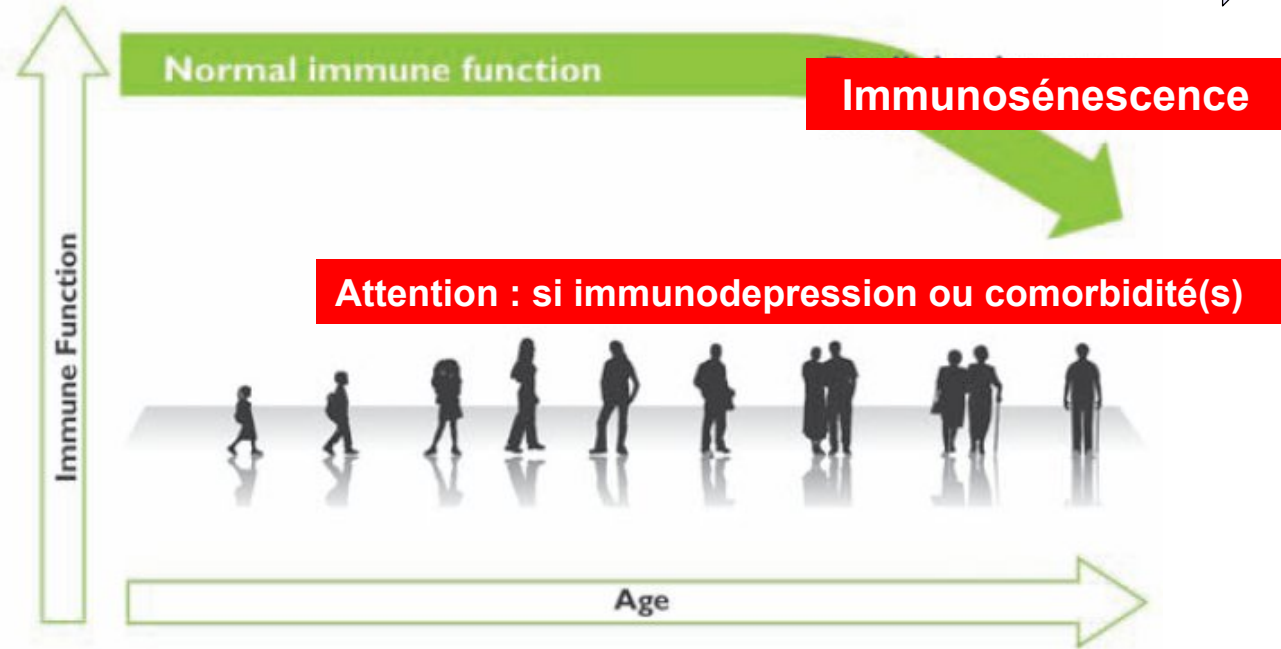 Normal immune function
Immunosénescence
Attention : si immunodepression ou comorbidité(s)
Immune Function
Age